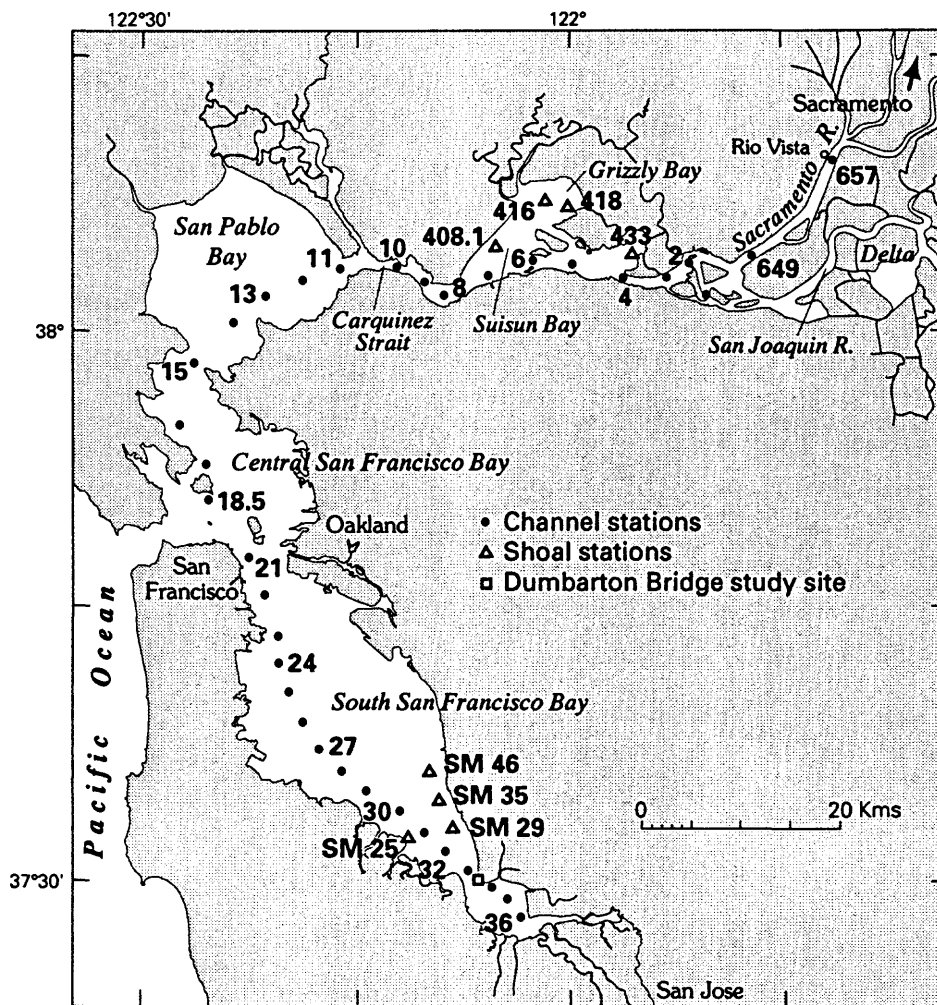 122°30'
122°
Sacramento
Rio Vista
Sacramento R.
657
Grizzly Bay
416
418
San Pablo
Bay
408.1
433
11
10
6
2
3
649
Delta
13
8
4
Carquinez
Strait
Suisun Bay
San Joaquin R.
38°
15
Central San Francisco Bay
18.5
Oakland
Channel stations
Shoal stations
Dumbarton Bridge study site
San
Francisco
21
Pacific Ocean
24
South San Francisco Bay
27
SM 46
SM 35
0 20 Kms
30
SM 29
SM 25
32
37°30'
36
San Jose